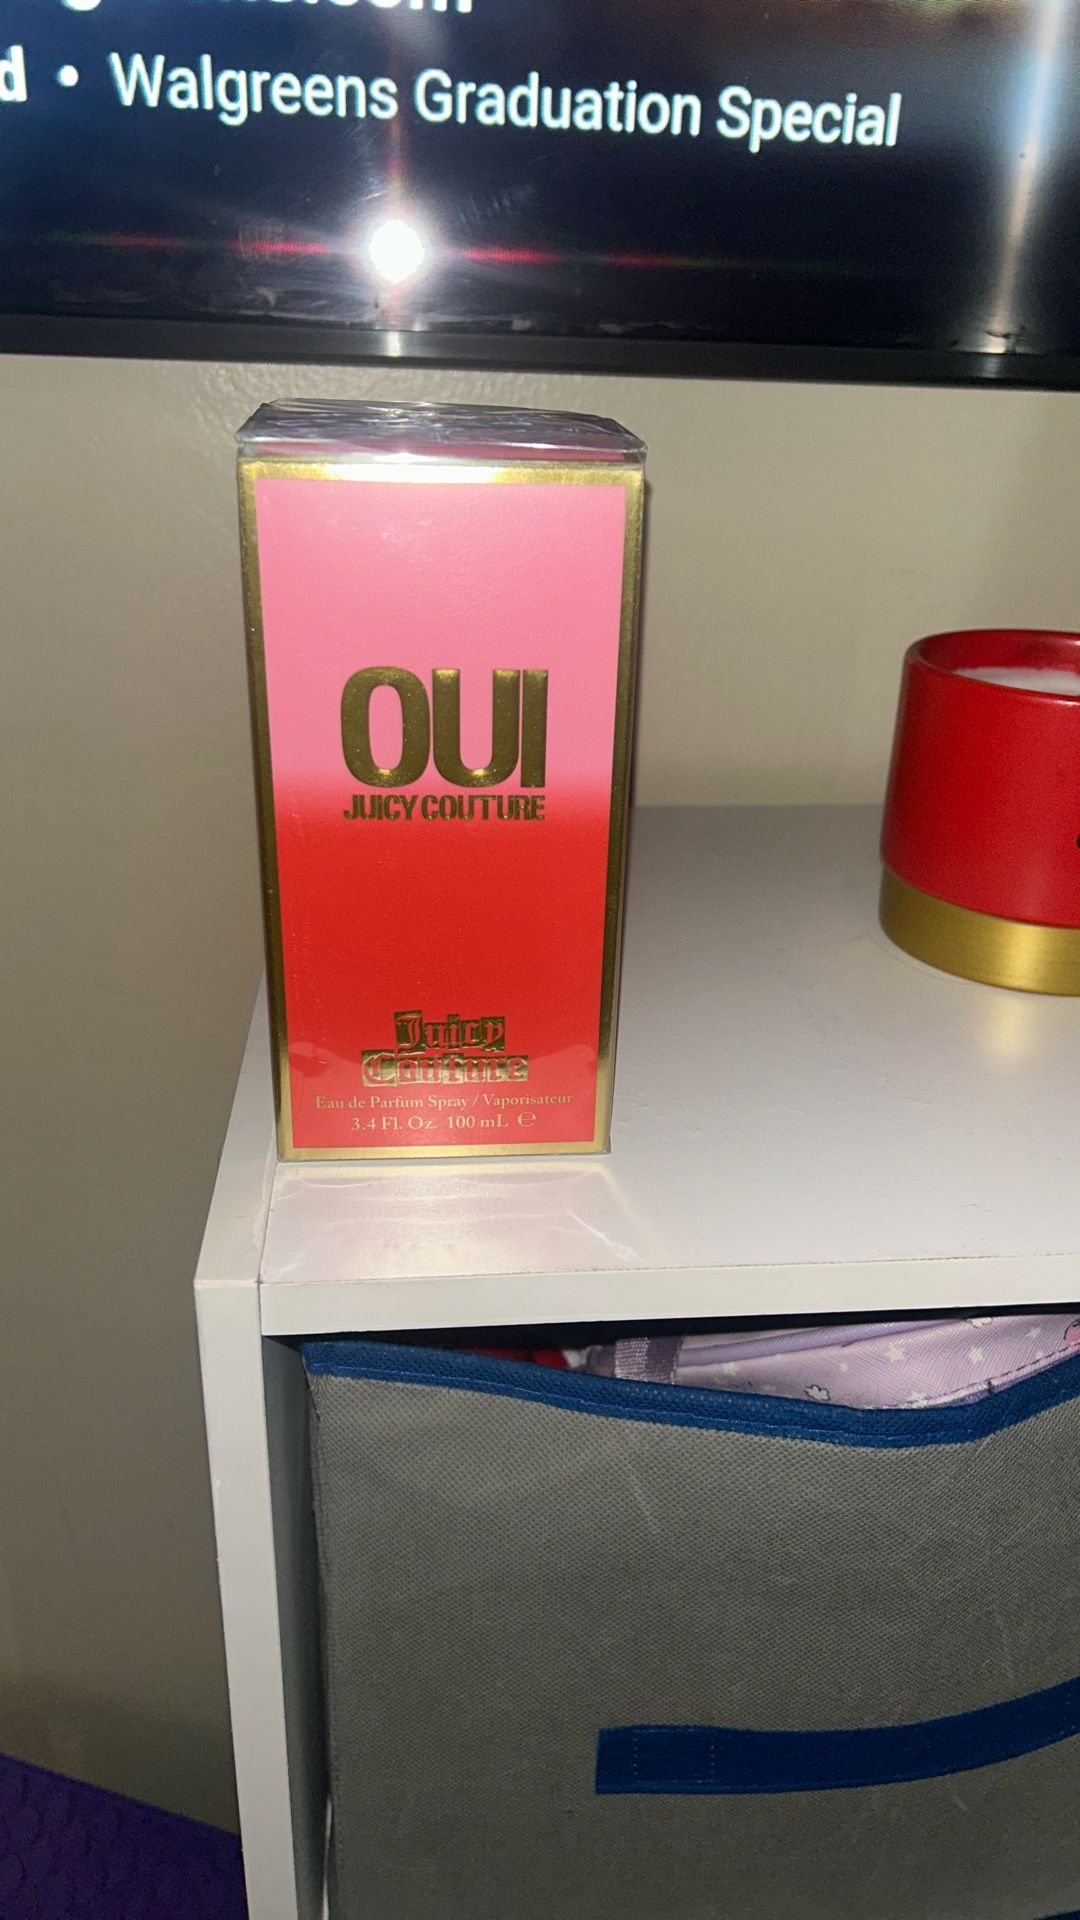 d • Walgreens Graduation Special
OUI
JUICY COUTURE
Juicy
Couture
Eau de Parfum Spray / Vaporisateur
3.4 Fl. Oz. 100 mL ℮